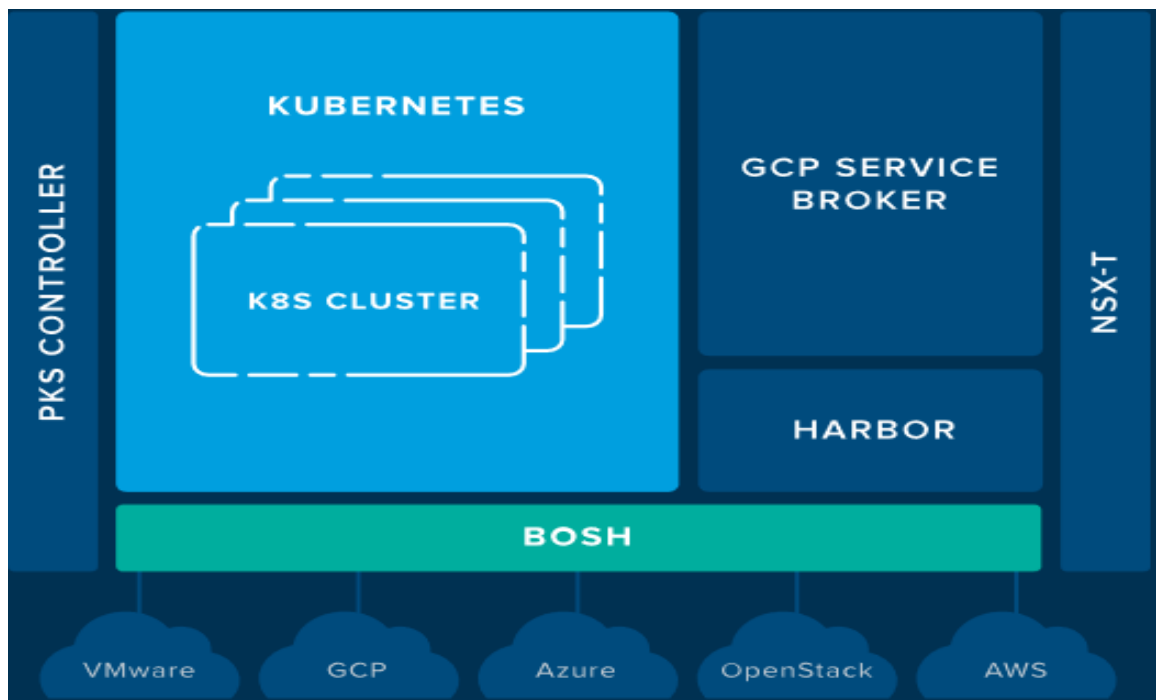 PKS CONTROLLER
KUBERNETES
K8S CLUSTER
GCP SERVICE
BROKER
HARBOR
NSX-T
BOSH
VMware
GCP
Azure
OpenStack
AWS